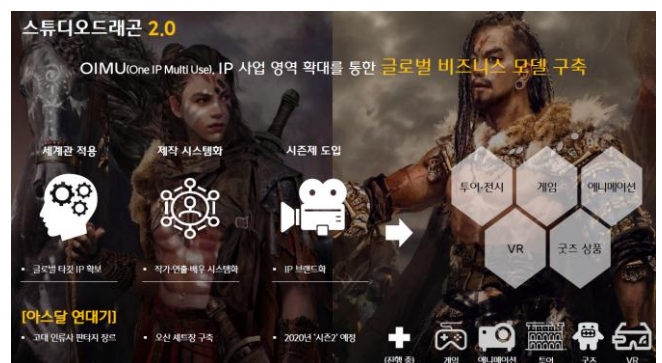 스튜디오드래곤 2.0
OIMU(One IP Multi Use), IP 사업 영역 확대를 통한 글로벌 비즈니스 모델 구축
세계관 적용 제작 시스템화 시즌제 도입
투어·전시 게임 애니메이션
VR 굿즈 상품
• 글로벌 타깃 IP 확보 • 작가·연출·배우 시스템화 • IP 브랜드화
[아스달 연대기]
• 고대 인류사 판타지 장르 • 오산 세트장 구축 • 2020년 '시즌2' 예정
(진행 중) 게임 애니메이션 투어 굿즈 VR